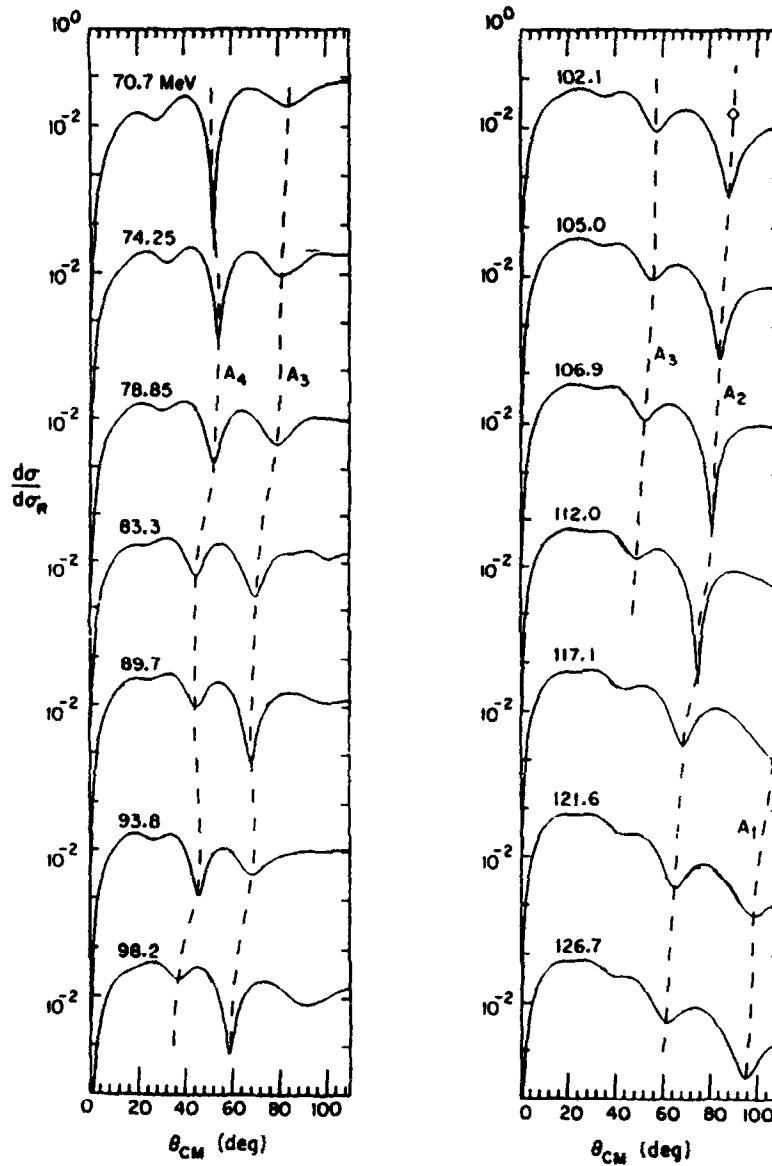 10⁰
70.7 MeV
10⁻²
74.25
10⁻²
A₄
A₃
78.85
10⁻²
dσ
dσR
83.3
10⁻²
89.7
10⁻²
93.8
10⁻²
98.2
10⁻²
0 20 40 60 80 100
θCM (deg)
10⁰
102.1
10⁻²
105.0
10⁻²
A₃
A₂
106.9
10⁻²
112.0
10⁻²
117.1
10⁻²
121.6
A₁
10⁻²
126.7
10⁻²
0 20 40 60 80 100
θCM (deg)